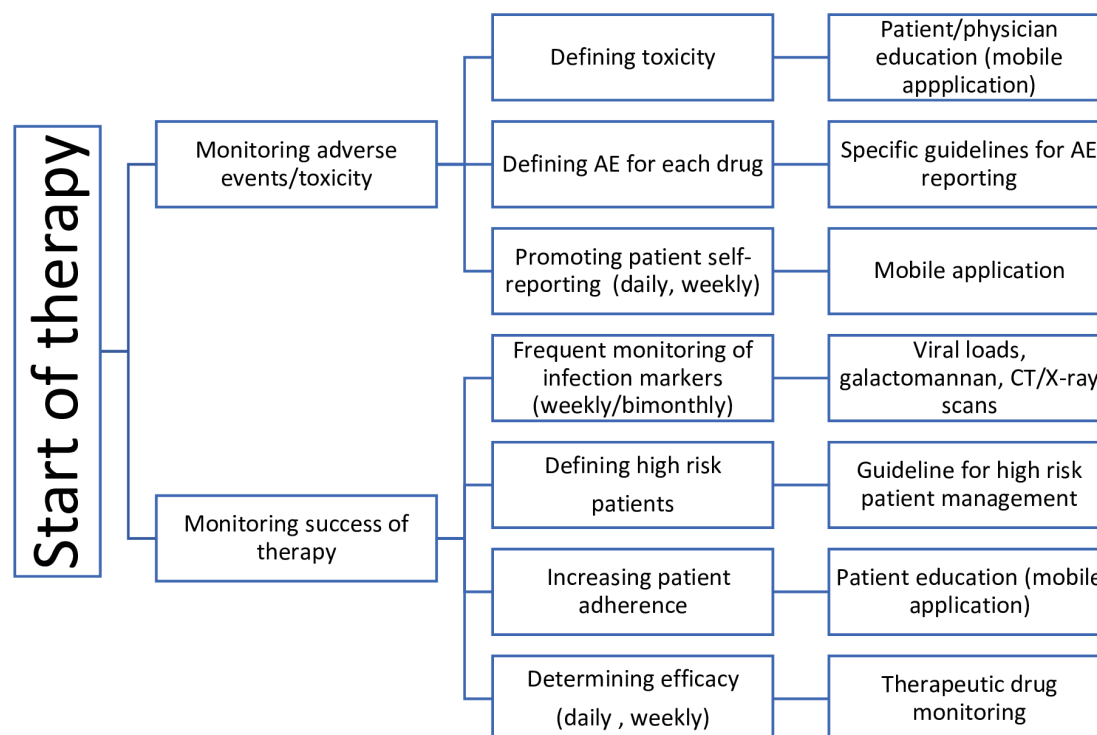 Start of therapy
Monitoring adverse
events/toxicity
Defining toxicity
Patient/physician
education (mobile
appplication)
Defining AE for each drug
Specific guidelines for AE
reporting
Promoting patient self-
reporting (daily, weekly)
Mobile application
Monitoring success of
therapy
Frequent monitoring of
infection markers
(weekly/bimonthly)
Viral loads,
galactomannan, CT/X-ray
scans
Defining high risk
patients
Guideline for high risk
patient management
Increasing patient
adherence
Patient education (mobile
application)
Determining efficacy
(daily , weekly)
Therapeutic drug
monitoring